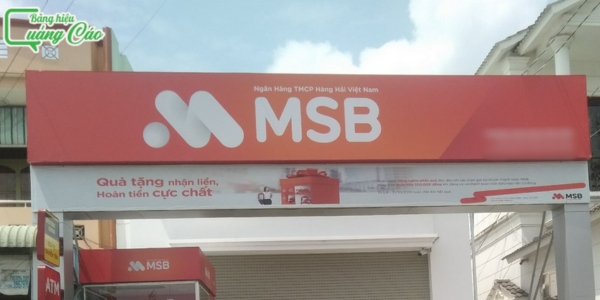 Bảng hiệu
Quảng Cáo
Ngân Hàng TMCP Hàng Hải Việt Nam
MSB
Quà tặng nhận liền,
Hoàn tiền Cực chất
MSB
MSB
ATM